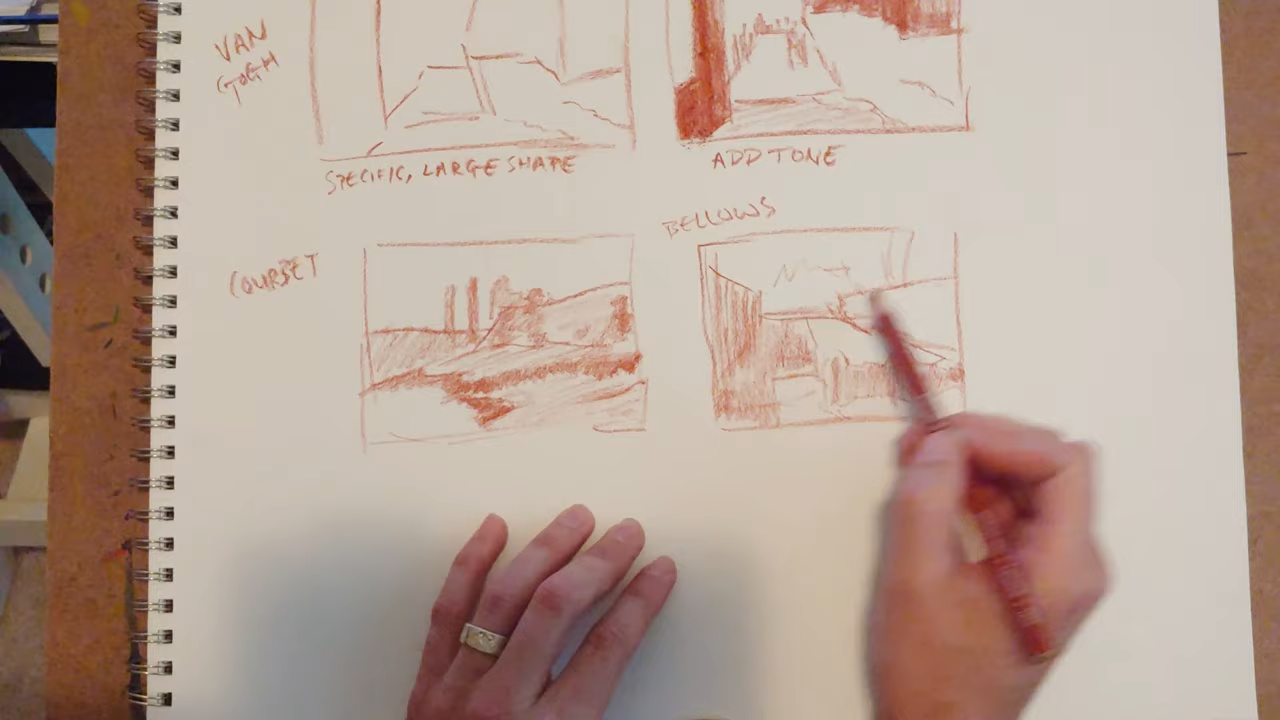 VAN
GOGH
SPECIFIC, LARGE SHAPE
ADD TONE
BELLOWS
COURBET